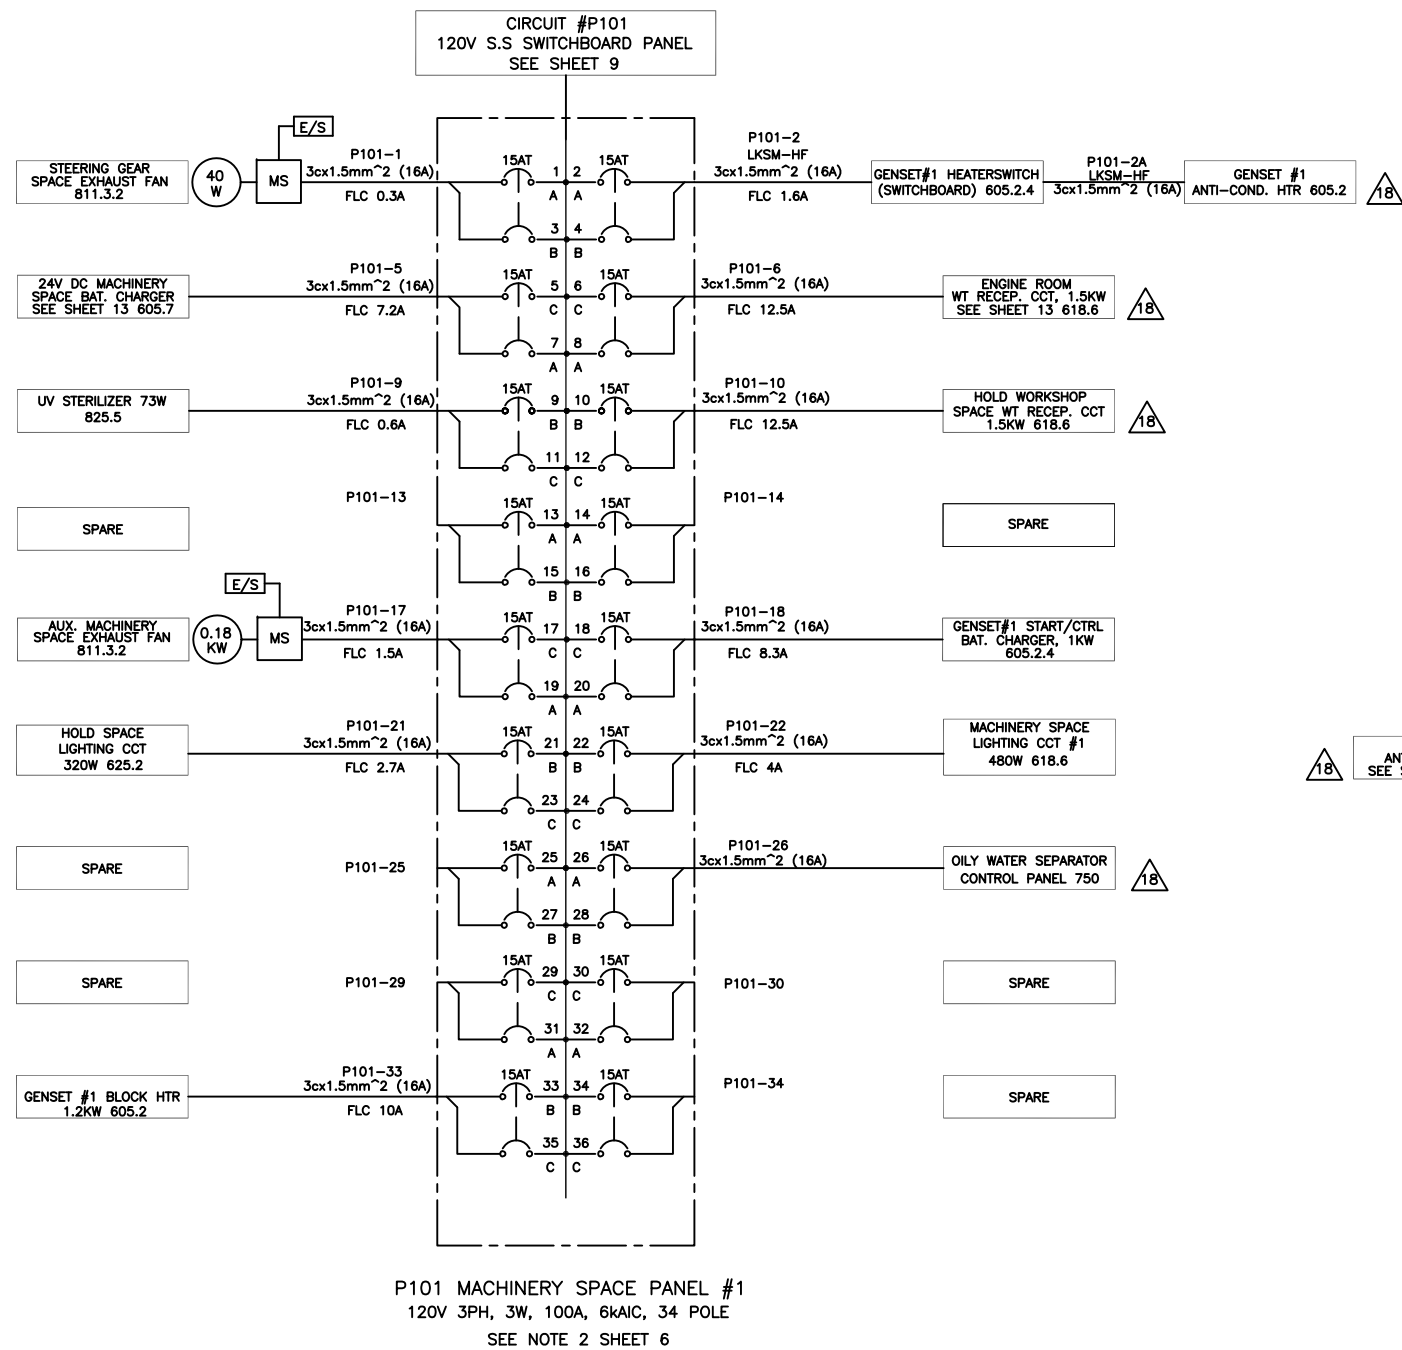 CIRCUIT #P101
120V S.S SWITCHBOARD PANEL
SEE SHEET 9
E/S
STEERING GEAR
SPACE EXHAUST FAN
811.3.2
40
W
MS
P101-1
3cx1.5mm^2 (16A)
FLC 0.3A
15AT
1
2
15AT
A
A
3
4
B
B
P101-2
LKSM-HF
3cx1.5mm^2 (16A)
FLC 1.6A
GENSET#1 HEATERSWITCH
(SWITCHBOARD) 605.2.4
P101-2A
LKSM-HF
3cx1.5mm^2 (16A)
GENSET #1
ANTI-COND. HTR 605.2
18
24V DC MACHINERY
SPACE BAT. CHARGER
SEE SHEET 13 605.7
P101-5
3cx1.5mm^2 (16A)
FLC 7.2A
15AT
5
6
15AT
C
C
7
8
A
A
P101-6
3cx1.5mm^2 (16A)
FLC 12.5A
ENGINE ROOM
WT RECEP. CCT, 1.5KW
SEE SHEET 13 618.6
18
UV STERILIZER 73W
825.5
P101-9
3cx1.5mm^2 (16A)
FLC 0.6A
15AT
9
10
15AT
B
B
11
12
C
C
P101-10
3cx1.5mm^2 (16A)
FLC 12.5A
HOLD WORKSHOP
SPACE WT RECEP. CCT
1.5KW 618.6
18
SPARE
P101-13
15AT
13
14
15AT
A
A
15
16
B
B
P101-14
SPARE
E/S
AUX. MACHINERY
SPACE EXHAUST FAN
811.3.2
0.18
KW
MS
P101-17
3cx1.5mm^2 (16A)
FLC 1.5A
15AT
17
18
15AT
C
C
19
20
A
A
P101-18
3cx1.5mm^2 (16A)
FLC 8.3A
GENSET#1 START/CTRL
BAT. CHARGER, 1KW
605.2.4
HOLD SPACE
LIGHTING CCT
320W 625.2
P101-21
3cx1.5mm^2 (16A)
FLC 2.7A
15AT
21
22
15AT
B
B
23
24
C
C
P101-22
3cx1.5mm^2 (16A)
FLC 4A
MACHINERY SPACE
LIGHTING CCT #1
480W 618.6
18
SEE
SPARE
P101-25
15AT
25
26
15AT
A
A
27
28
B
B
P101-26
3cx1.5mm^2 (16A)
OILY WATER SEPARATOR
CONTROL PANEL 750
18
SPARE
P101-29
15AT
29
30
15AT
C
C
31
32
A
A
P101-30
SPARE
GENSET #1 BLOCK HTR
1.2KW 605.2
P101-33
3cx1.5mm^2 (16A)
FLC 10A
15AT
33
34
15AT
B
B
35
36
C
C
P101-34
SPARE
P101 MACHINERY SPACE PANEL #1
120V 3PH, 3W, 100A, 6kAIC, 34 POLE
SEE NOTE 2 SHEET 6